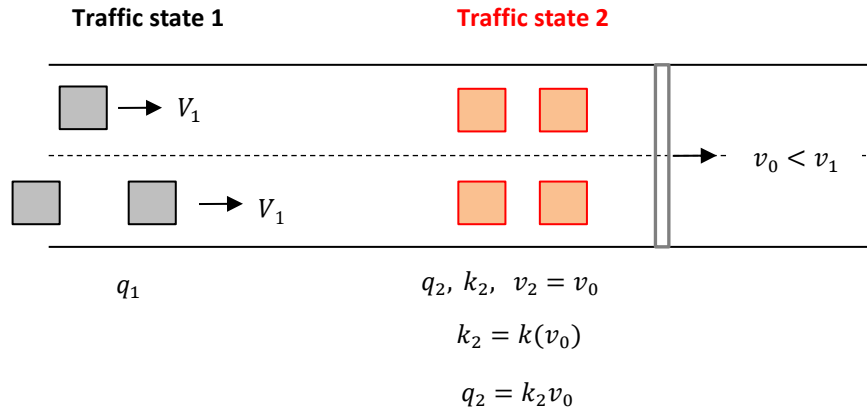 Traffic state 1
Traffic state 2
V₁
v₀ < v₁
V₁
q₁
q₂, k₂, v₂ = v₀
k₂ = k(v₀)
q₂ = k₂v₀